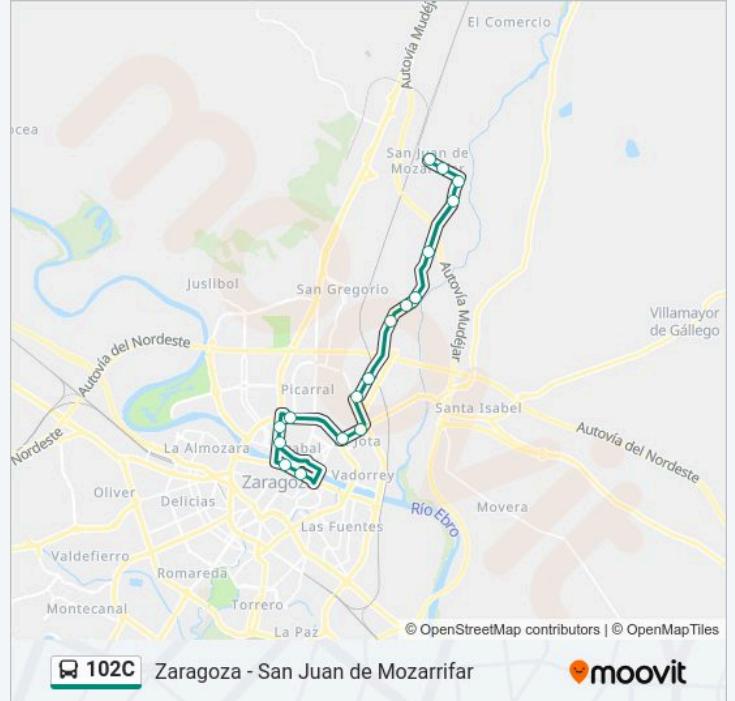 El Comercio
Autovía Mudéjar
ocea
San Juan de
Mozarrifar
Juslibol
San Gregorio
Autovía Mudéjar
Villamayor
de Gállego
Autovía del Nordeste
Picarral
Santa Isabel
Nordeste
La Almozara
Jota
Autovía del Nordeste
Zaragoza
Vadorrey
Oliver
Delicias
Río Ebro
Movera
Las Fuentes
Valdefierro
Romareda
Montecanal
Torrero
La Paz
© OpenStreetMap contributors | © OpenMapTiles
102C Zaragoza - San Juan de Mozarrifar
moovit